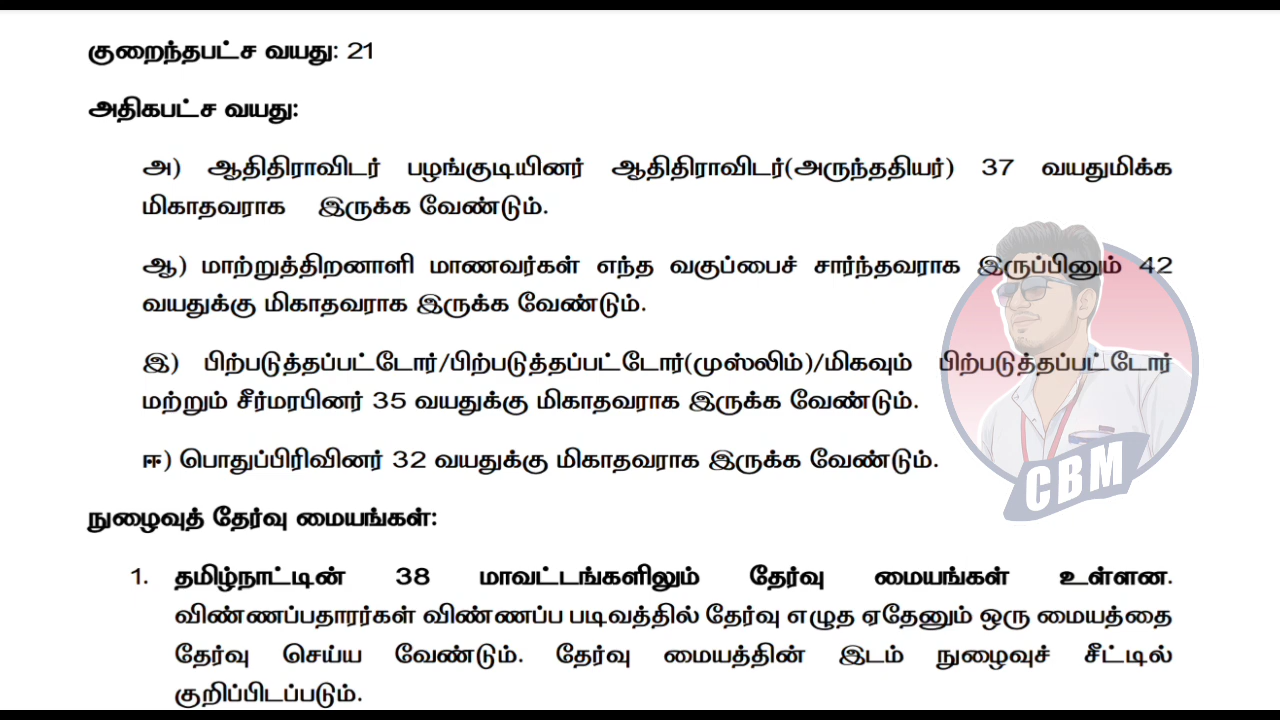 குறைந்தபட்ச வயது: 21
அதிகபட்ச வயது:
அ) ஆதிதிராவிடர் பழங்குடியினர் ஆதிதிராவிடர்(அருந்ததியர்) 37 வயதுமிக்க
மிகாதவராக இருக்க வேண்டும்.
ஆ) மாற்றுத்திறனாளி மாணவர்கள் எந்த வகுப்பைச் சார்ந்தவராக இருப்பினும் 42
வயதுக்கு மிகாதவராக இருக்க வேண்டும்.
இ) பிற்படுத்தப்பட்டோர்/பிற்படுத்தப்பட்டோர்(முஸ்லிம்)/மிகவும் பிற்படுத்தப்பட்டோர்
மற்றும் சீர்மரபினர் 35 வயதுக்கு மிகாதவராக இருக்க வேண்டும்.
ஈ) பொதுப்பிரிவினர் 32 வயதுக்கு மிகாதவராக இருக்க வேண்டும்.
CBM
நுழைவுத் தேர்வு மையங்கள்:
1. தமிழ்நாட்டின் 38 மாவட்டங்களிலும் தேர்வு மையங்கள் உள்ளன.
விண்ணப்பதாரர்கள் விண்ணப்ப படிவத்தில் தேர்வு எழுத ஏதேனும் ஒரு மையத்தை
தேர்வு செய்ய வேண்டும். தேர்வு மையத்தின் இடம் நுழைவுச் சீட்டில்
குறிப்பிடப்படும்.